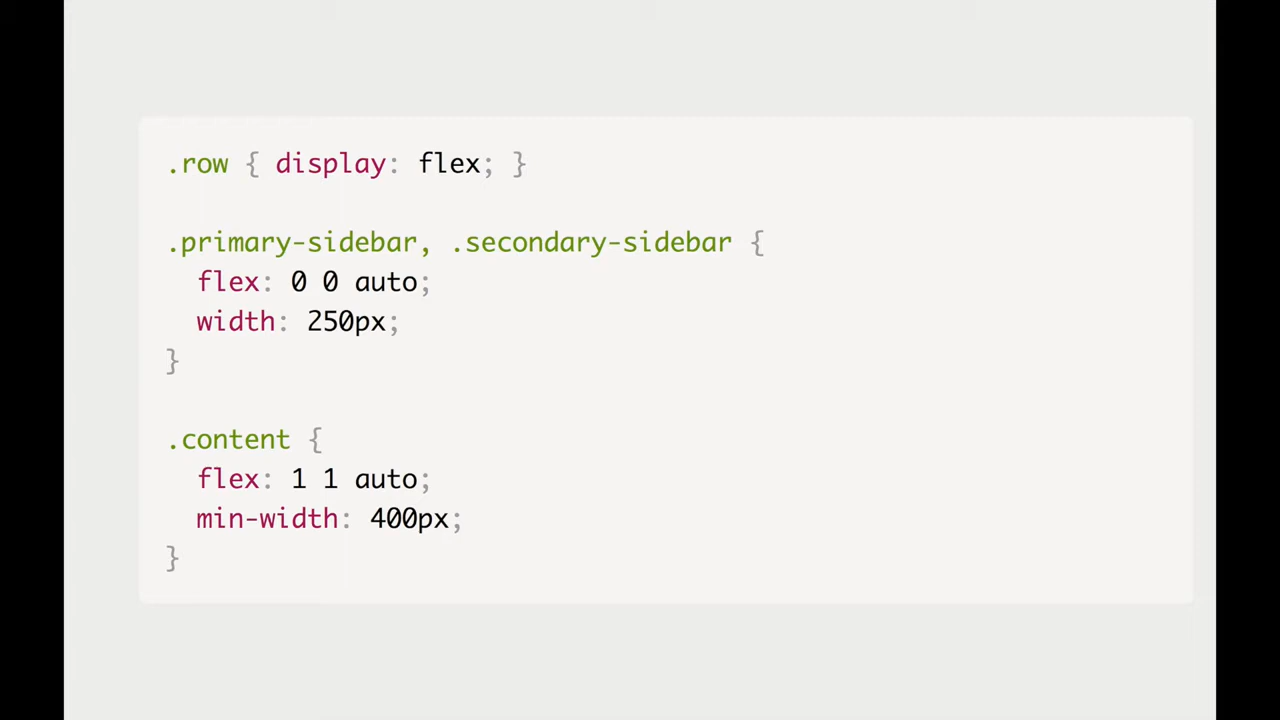 .row { display: flex; }
.primary-sidebar, .secondary-sidebar {
flex: 0 0 auto;
width: 250px;
}
.content {
flex: 1 1 auto;
min-width: 400px;
}